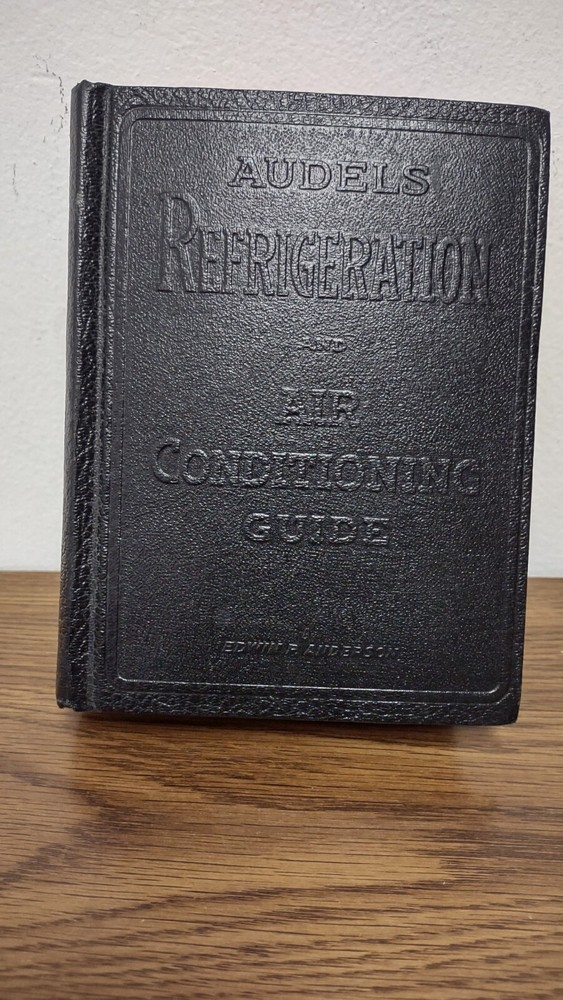 AUDELS
REFRIGERATION
AND
AIR
CONDITIONING
GUIDE
EDWIN P. ANDERSON